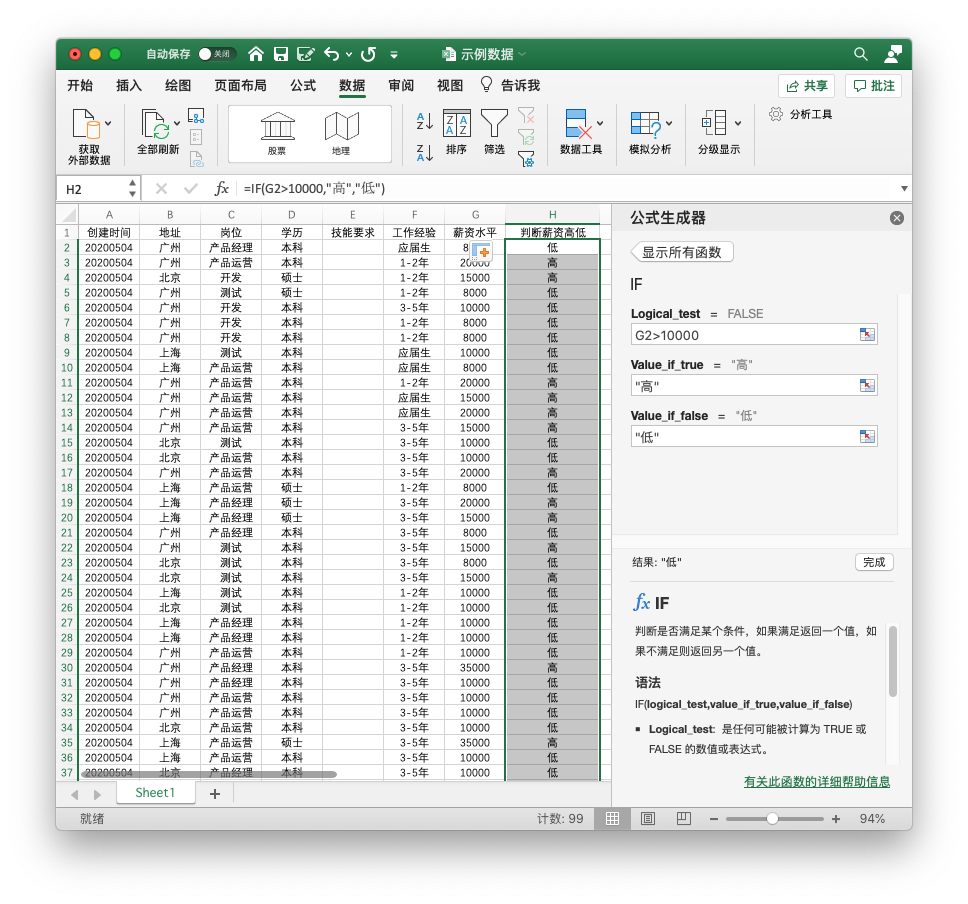 自动保存 关闭 示例数据
开始 插入 绘图 页面布局 公式 数据 审阅 视图 告诉我 共享 批注
获取
外部数据 全部刷新 股票 地理 排序 筛选 数据工具 模拟分析 分级显示 分析工具
H2 fx =IF(G2>10000,"高","低")
A B C D E F G H
1 创建时间 地址 岗位 学历 技能要求 工作经验 薪资水平 判断薪资高低
2 20200504 广州 产品经理 本科 应届生 8 低
3 20200504 广州 产品运营 本科 1-2年 20000 高
4 20200504 北京 开发 硕士 1-2年 15000 高
5 20200504 广州 测试 硕士 1-2年 8000 低
6 20200504 广州 开发 本科 3-5年 10000 低
7 20200504 广州 开发 本科 1-2年 8000 低
8 20200504 广州 开发 本科 1-2年 8000 低
9 20200504 上海 测试 本科 应届生 10000 低
10 20200504 上海 产品运营 本科 应届生 8000 低
11 20200504 广州 产品运营 本科 1-2年 20000 高
12 20200504 广州 产品运营 本科 应届生 15000 高
13 20200504 广州 产品运营 本科 应届生 20000 高
14 20200504 广州 产品运营 本科 3-5年 15000 高
15 20200504 北京 测试 本科 3-5年 10000 低
16 20200504 北京 产品运营 本科 3-5年 10000 低
17 20200504 广州 产品运营 本科 3-5年 20000 高
18 20200504 上海 产品运营 硕士 1-2年 8000 低
19 20200504 上海 产品经理 硕士 3-5年 20000 高
20 20200504 上海 产品经理 硕士 3-5年 15000 高
21 20200504 广州 产品运营 本科 3-5年 8000 低
22 20200504 广州 测试 本科 3-5年 15000 高
23 20200504 北京 测试 本科 3-5年 8000 低
24 20200504 北京 测试 本科 3-5年 15000 高
25 20200504 上海 测试 本科 1-2年 10000 低
26 20200504 北京 测试 本科 1-2年 10000 低
27 20200504 上海 产品经理 本科 1-2年 10000 低
28 20200504 上海 产品经理 本科 1-2年 10000 低
29 20200504 广州 产品经理 本科 1-2年 10000 低
30 20200504 广州 产品经理 本科 3-5年 35000 高
31 20200504 广州 产品经理 本科 3-5年 10000 低
32 20200504 广州 产品运营 本科 3-5年 10000 低
33 20200504 广州 产品运营 本科 3-5年 10000 低
34 20200504 北京 产品运营 本科 3-5年 10000 低
35 20200504 上海 产品运营 硕士 3-5年 35000 高
36 20200504 上海 产品运营 本科 3-5年 10000 低
37 20200504 北京 产品经理 本科 3-5年 10000 低
公式生成器
显示所有函数
IF
Logical_test = FALSE
G2>10000
Value_if_true = "高"
"高"
Value_if_false = "低"
"低"
结果: "低" 完成
fx IF
判断是否满足某个条件，如果满足返回一个值，如
果不满足则返回另一个值。
语法
IF(logical_test,value_if_true,value_if_false)
▪ Logical_test: 是任何可能被计算为 TRUE 或
FALSE 的数值或表达式。
有关此函数的详细帮助信息
Sheet1 +
就绪 计数: 99 − + 94%